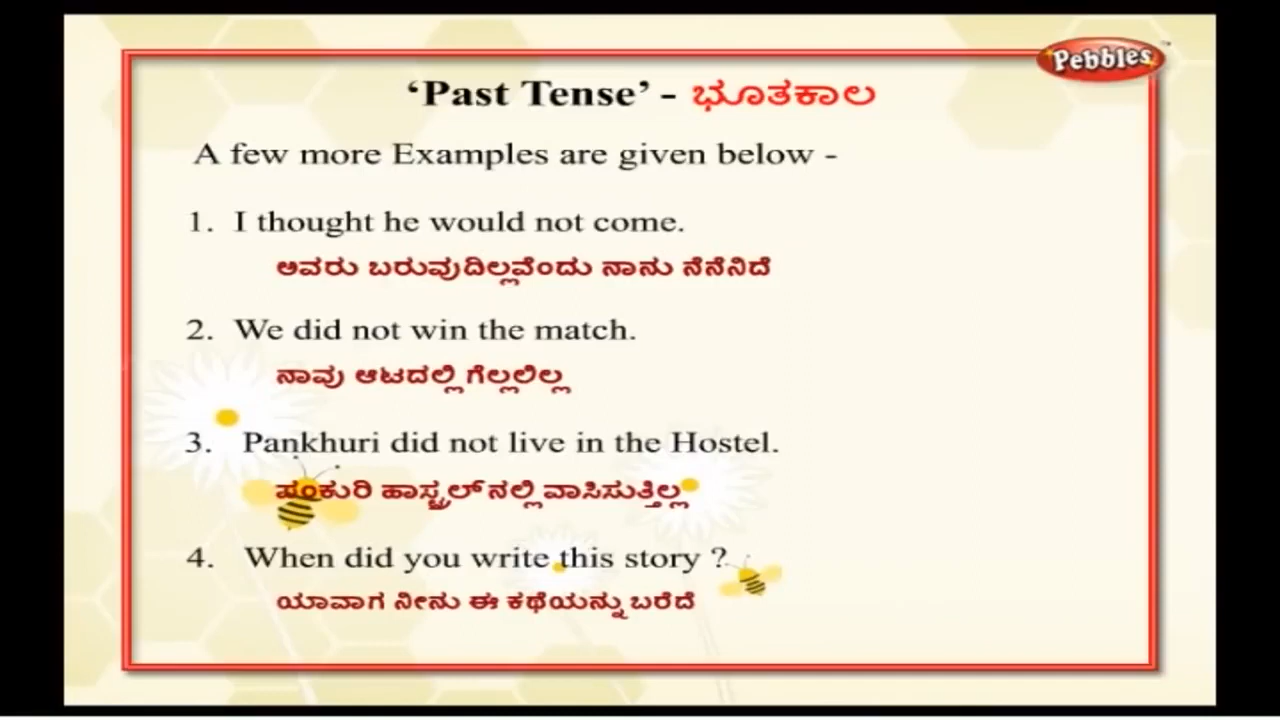 Pebbles™
‘Past Tense’ - ಭೂತಕಾಲ
A few more Examples are given below -
1. I thought he would not come.
ಅವರು ಬರುವುದಿಲ್ಲವೆಂದು ನಾನು ನೆನೆನಿದೆ
2. We did not win the match.
ನಾವು ಆಟದಲ್ಲಿ ಗೆಲ್ಲಲಿಲ್ಲ
3. Pankhuri did not live in the Hostel.
ಪಂಕುರಿ ಹಾಸ್ಟಲ್ ನಲ್ಲಿ ವಾಸಿಸುತ್ತಿಲ್ಲ
4. When did you write this story ?
ಯಾವಾಗ ನೀನು ಈ ಕಥೆಯನ್ನು ಬರೆದೆ